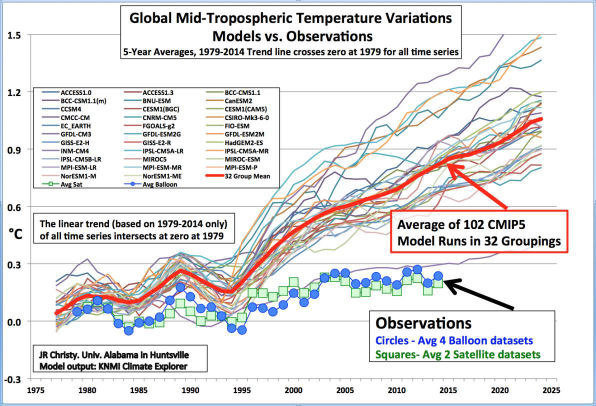 Global Mid-Tropospheric Temperature Variations
Models vs. Observations
5-Year Averages, 1979-2014 Trend line crosses zero at 1979 for all time series
ACCESS1.0 ACCESS1.3 BCC-CMS1.1
BCC-CSM1.1(m) BNU-ESM CanESM2
CCSM4 CESM1(BGC) CESM1(CAM5)
CMCC-CM CNRM-CM5 CSIRO-Mk3-6-0
EC_EARTH FGOALS-g2 FIO-ESM
GFDL-CM3 GFDL-ESM2G GFDL-ESM2M
GISS-E2-H GISS-E2-R HadGEM2-ES
INM-CM4 IPSL-CM5A-LR IPSL-CM5A-MR
IPSL-CM5B-LR MIROC5 MIROC-ESM
MPI-ESM-LR MPI-ESM-MR MPI-ESM-P
NorESM1-M NorESM1-ME 32 Group Mean
Avg Sat Avg Balloon
The linear trend (based on 1979-2014 only)
of all time series intersects at zero at 1979
Average of 102 CMIP5
Model Runs in 32 Groupings
Observations
Circles - Avg 4 Balloon datasets
Squares- Avg 2 Satellite datasets
JR Christy. Univ. Alabama in Huntsville
Model output: KNMI Climate Explorer
°C
1.5
1.2
0.9
0.6
0.3
0.0
-0.3
1975 1980 1985 1990 1995 2000 2005 2010 2015 2020 2025